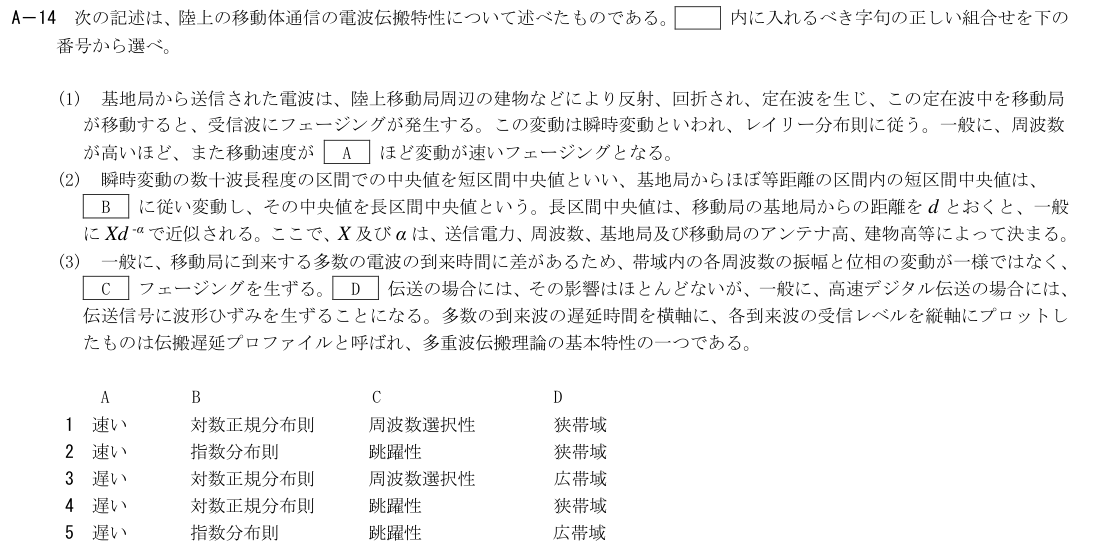 A－14 次の記述は、陸上の移動体通信の電波伝搬特性について述べたものである。 内に入れるべき字句の正しい組合せを下の
番号から選べ。
(1) 基地局から送信された電波は、陸上移動局周辺の建物などにより反射、回折され、定在波を生じ、この定在波中を移動局
が移動すると、受信波にフェージングが発生する。この変動は瞬時変動といわれ、レイリー分布則に従う。一般に、周波数
が高いほど、また移動速度が A ほど変動が速いフェージングとなる。
(2) 瞬時変動の数十波長程度の区間での中央値を短区間中央値といい、基地局からほぼ等距離の区間内の短区間中央値は、
B に従い変動し、その中央値を長区間中央値という。長区間中央値は、移動局の基地局からの距離を d とおくと、一般
に Xd^-α で近似される。ここで、X 及び α は、送信電力、周波数、基地局及び移動局のアンテナ高、建物高等によって決まる。
(3) 一般に、移動局に到来する多数の電波の到来時間に差があるため、帯域内の各周波数の振幅と位相の変動が一様ではなく、
C フェージングを生ずる。 D 伝送の場合には、その影響はほとんどないが、一般に、高速デジタル伝送の場合には、
伝送信号に波形ひずみを生ずることになる。多数の到来波の遅延時間を横軸に、各到来波の受信レベルを縦軸にプロットし
たものは伝搬遅延プロファイルと呼ばれ、多重波伝搬理論の基本特性の一つである。
A B C D
1 速い 対数正規分布則 周波数選択性 狭帯域
2 速い 指数分布則 跳躍性 狭帯域
3 遅い 対数正規分布則 周波数選択性 広帯域
4 遅い 対数正規分布則 跳躍性 狭帯域
5 遅い 指数分布則 跳躍性 広帯域